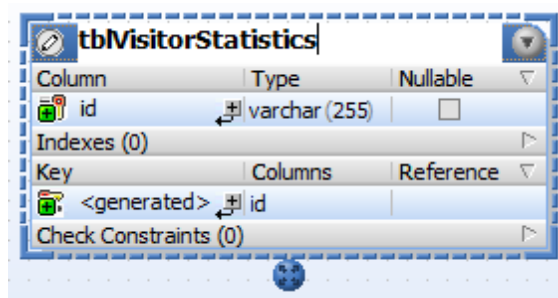 tblVisitorStatistics
Column Type Nullable
id varchar (255)
Indexes (0)
Key Columns Reference
<generated> id
Check Constraints (0)